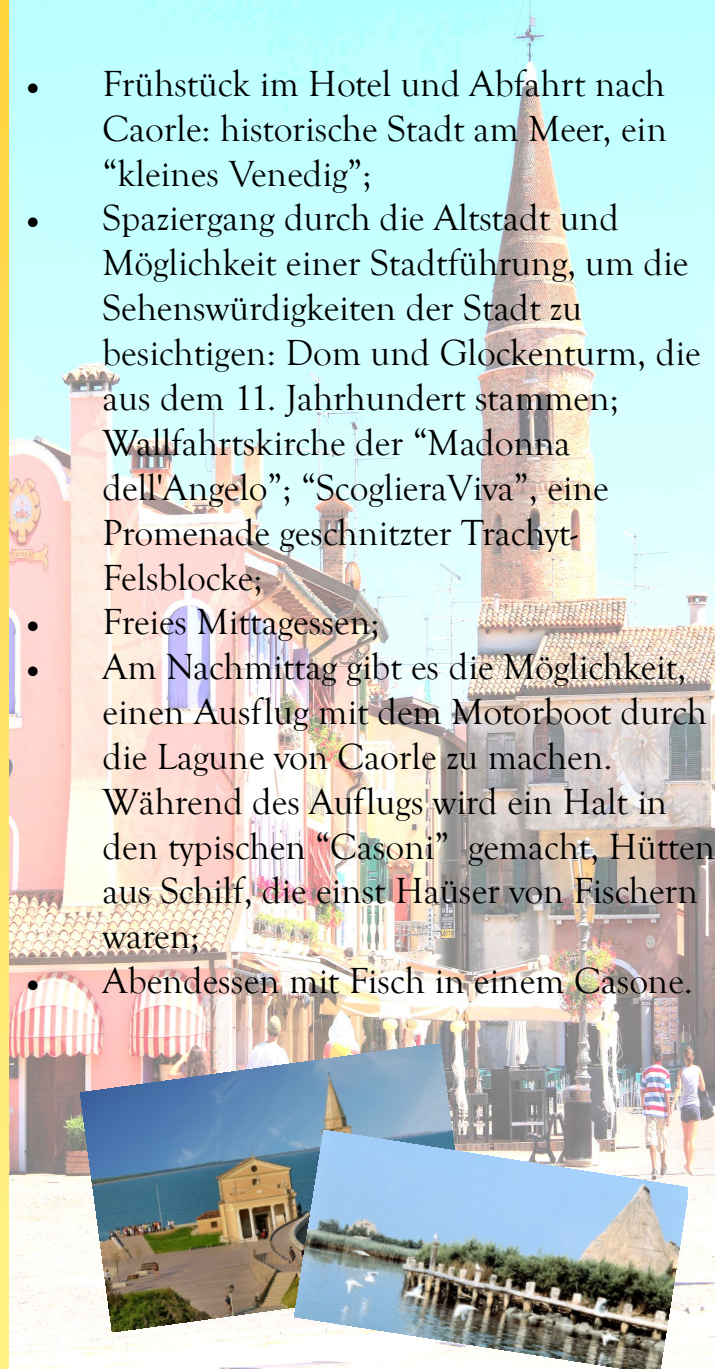 • Frühstück im Hotel und Abfahrt nach
Caorle: historische Stadt am Meer, ein
“kleines Venedig”;
• Spaziergang durch die Altstadt und
Möglichkeit einer Stadtführung, um die
Sehenswürdigkeiten der Stadt zu
besichtigen: Dom und Glockenturm, die
aus dem 11. Jahrhundert stammen;
Wallfahrtskirche der “Madonna
dell'Angelo”; “ScoglieraViva”, eine
Promenade geschnitzter Trachyt-
Felsblocke;
• Freies Mittagessen;
• Am Nachmittag gibt es die Möglichkeit,
einen Ausflug mit dem Motorboot durch
die Lagune von Caorle zu machen.
Während des Auflugs wird ein Halt in
den typischen “Casoni” gemacht, Hütten
aus Schilf, die einst Haüser von Fischern
waren;
• Abendessen mit Fisch in einem Casone.